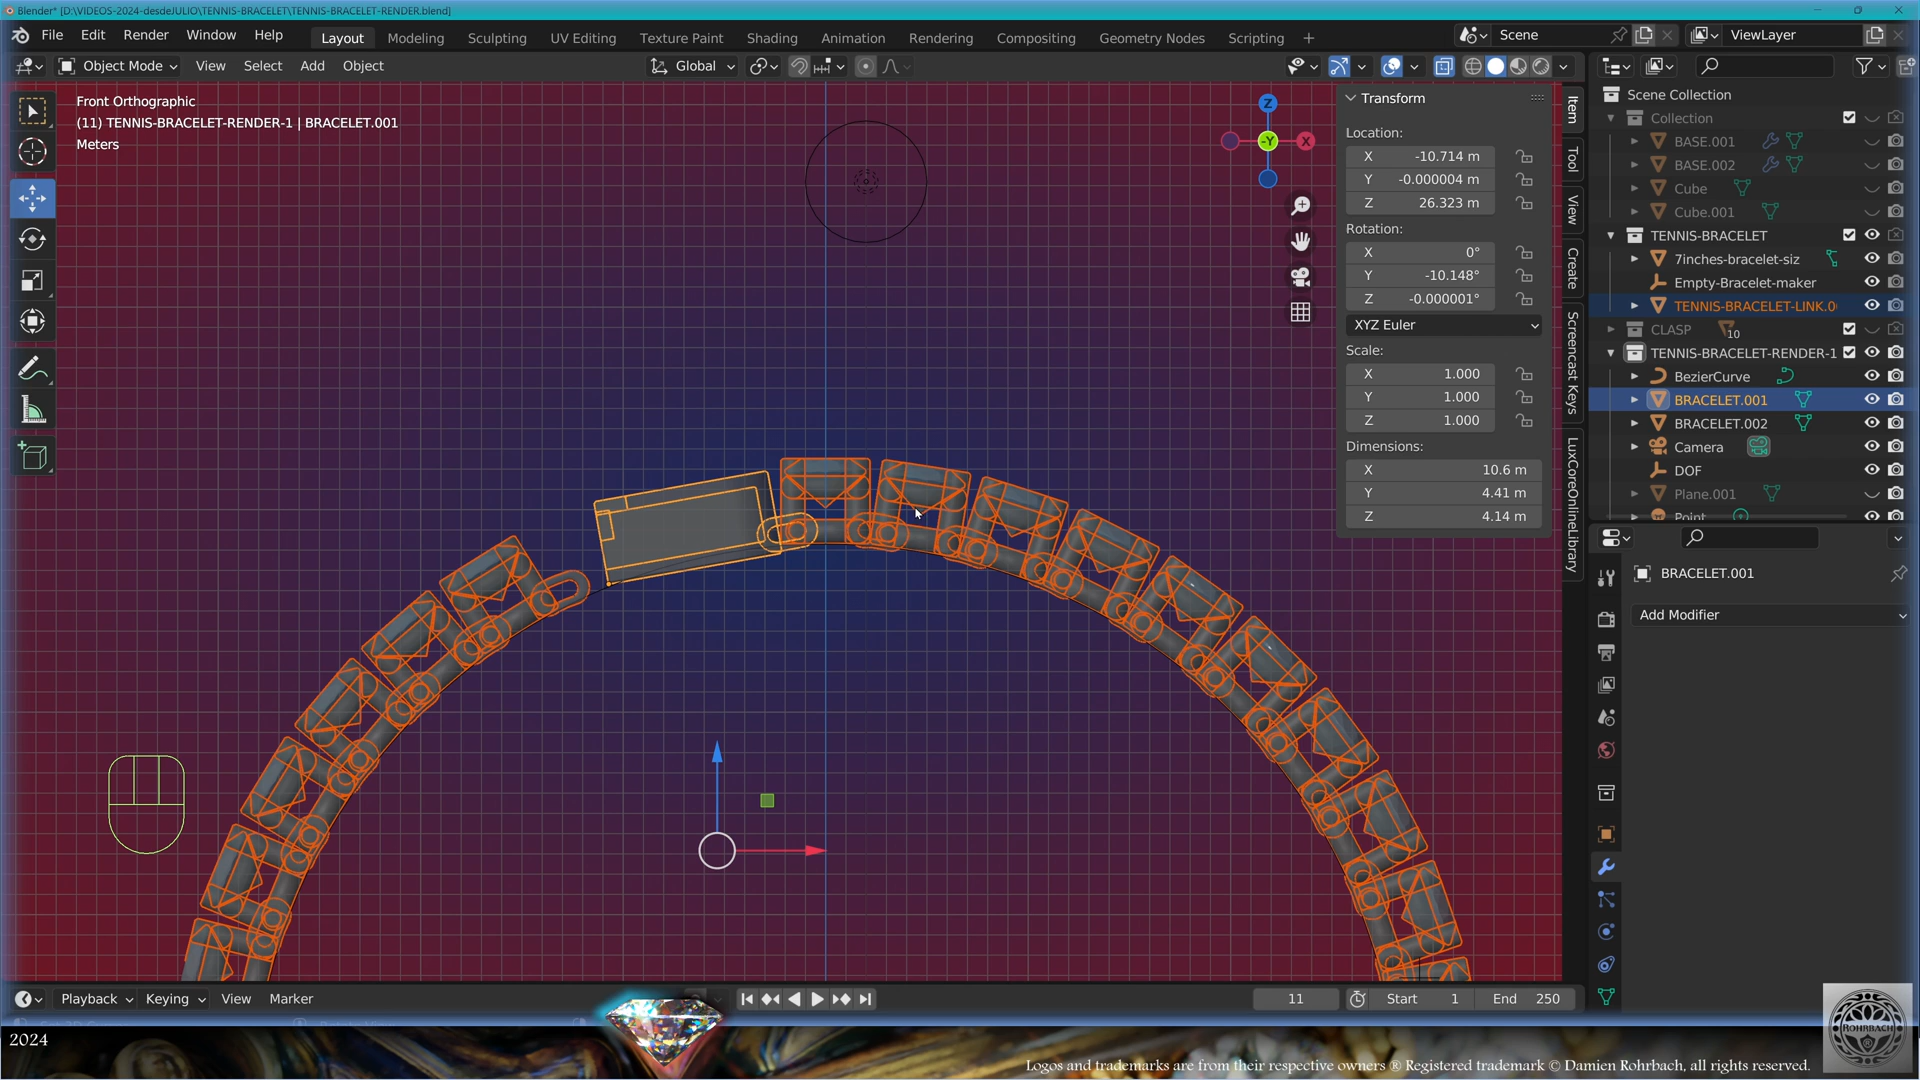 Blender* [D:\VIDEOS-2024-desdeJULIO\TENNIS-BRACELET\TENNIS-BRACELET-RENDER.blend]
File Edit Render Window Help
Layout Modeling Sculpting UV Editing Texture Paint Shading Animation Rendering Compositing Geometry Nodes Scripting +
Scene
ViewLayer
Object Mode View Select Add Object
Global
Front Orthographic
(11) TENNIS-BRACELET-RENDER-1 | BRACELET.001
Meters
Z
-Y
X
Transform
Location:
X -10.714 m
Y -0.000004 m
Z 26.323 m
Rotation:
X 0°
Y -10.148°
Z -0.000001°
XYZ Euler
Scale:
X 1.000
Y 1.000
Z 1.000
Dimensions:
X 10.6 m
Y 4.41 m
Z 4.14 m
Item
Tool
View
Create
Screencast Keys
LuxCoreOnlineLibrary
Scene Collection
Collection
BASE.001
BASE.002
Cube
Cube.001
TENNIS-BRACELET
7inches-bracelet-siz
Empty-Bracelet-maker
TENNIS-BRACELET-LINK.0
CLASP 10
TENNIS-BRACELET-RENDER-1
BezierCurve
BRACELET.001
BRACELET.002
Camera
DOF
Plane.001
Point
BRACELET.001
Add Modifier
Playback Keying View Marker
11
Start 1
End 250
2024
ROHRBACH
®
Logos and trademarks are from their respective owners ® Registered trademark © Damien Rohrbach, all rights reserved.